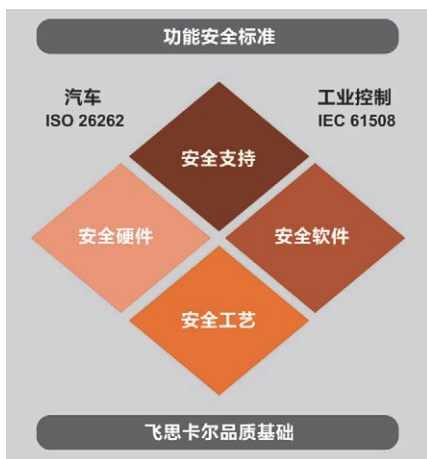 功能安全标准
汽车
ISO 26262
工业控制
IEC 61508
安全支持
安全硬件
安全软件
安全工艺
飞思卡尔品质基础